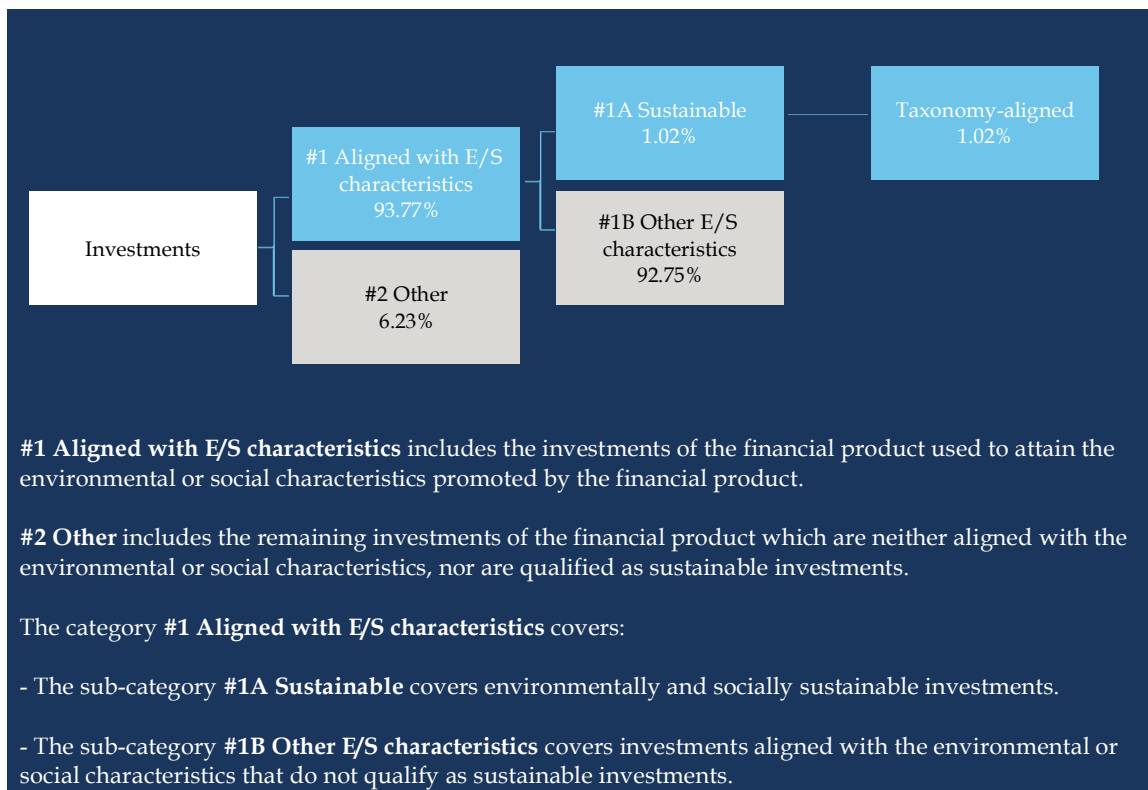 #1A Sustainable
1.02%
Taxonomy-aligned
1.02%
#1 Aligned with E/S
characteristics
93.77%
Investments
#1B Other E/S
characteristics
92.75%
#2 Other
6.23%
#1 Aligned with E/S characteristics includes the investments of the financial product used to attain the
environmental or social characteristics promoted by the financial product.
#2 Other includes the remaining investments of the financial product which are neither aligned with the
environmental or social characteristics, nor are qualified as sustainable investments.
The category #1 Aligned with E/S characteristics covers:
- The sub-category #1A Sustainable covers environmentally and socially sustainable investments.
- The sub-category #1B Other E/S characteristics covers investments aligned with the environmental or
social characteristics that do not qualify as sustainable investments.